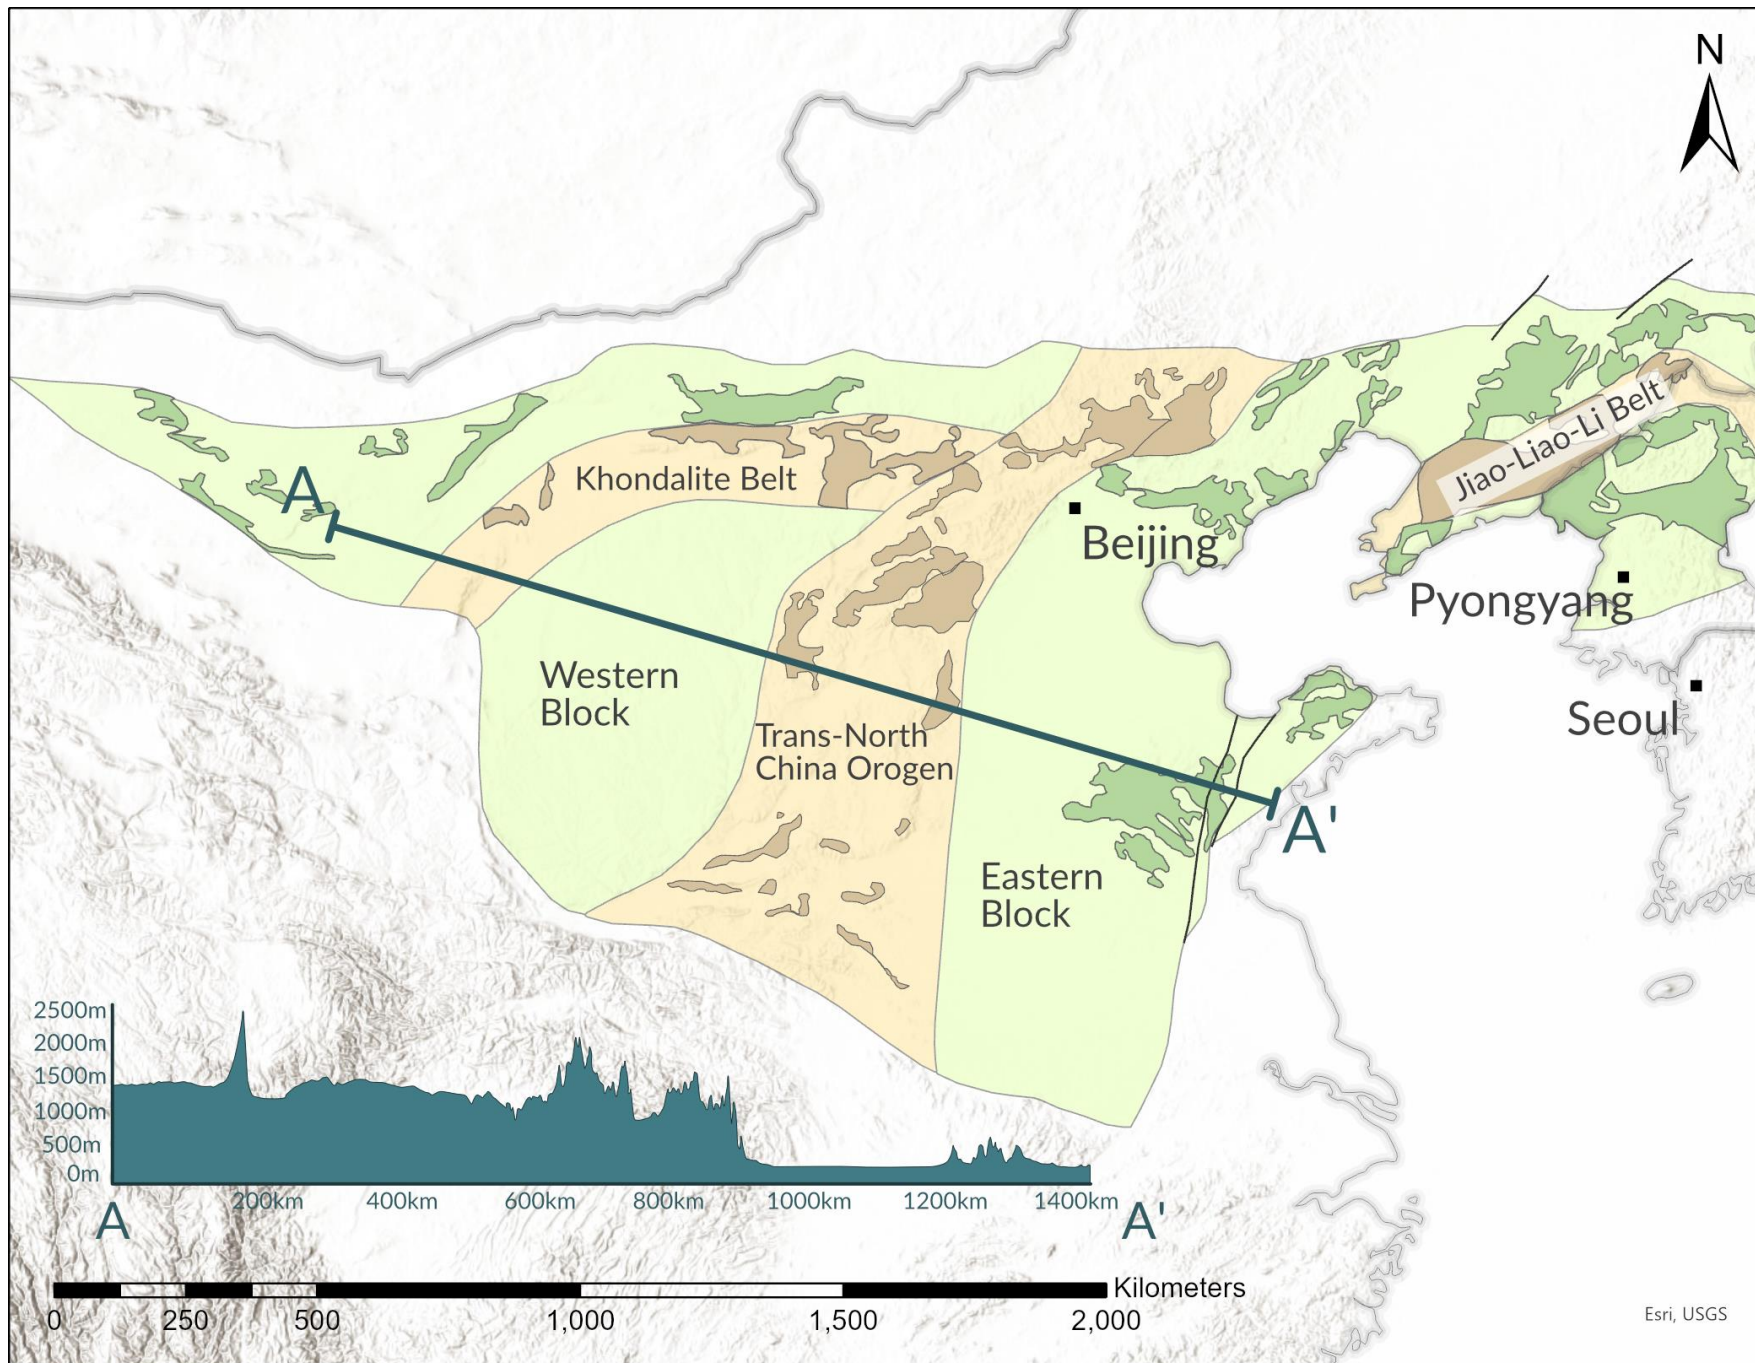 N
Khondalite Belt
Jiao-Liao-Li Belt
A
Beijing
Pyongyang
Western
Block
Seoul
Trans-North
China Orogen
A'
Eastern
Block
2500m
2000m
1500m
1000m
500m
0m
200km 400km 600km 800km 1000km 1200km 1400km
A A'
Kilometers
0 250 500 1,000 1,500 2,000
Esri, USGS